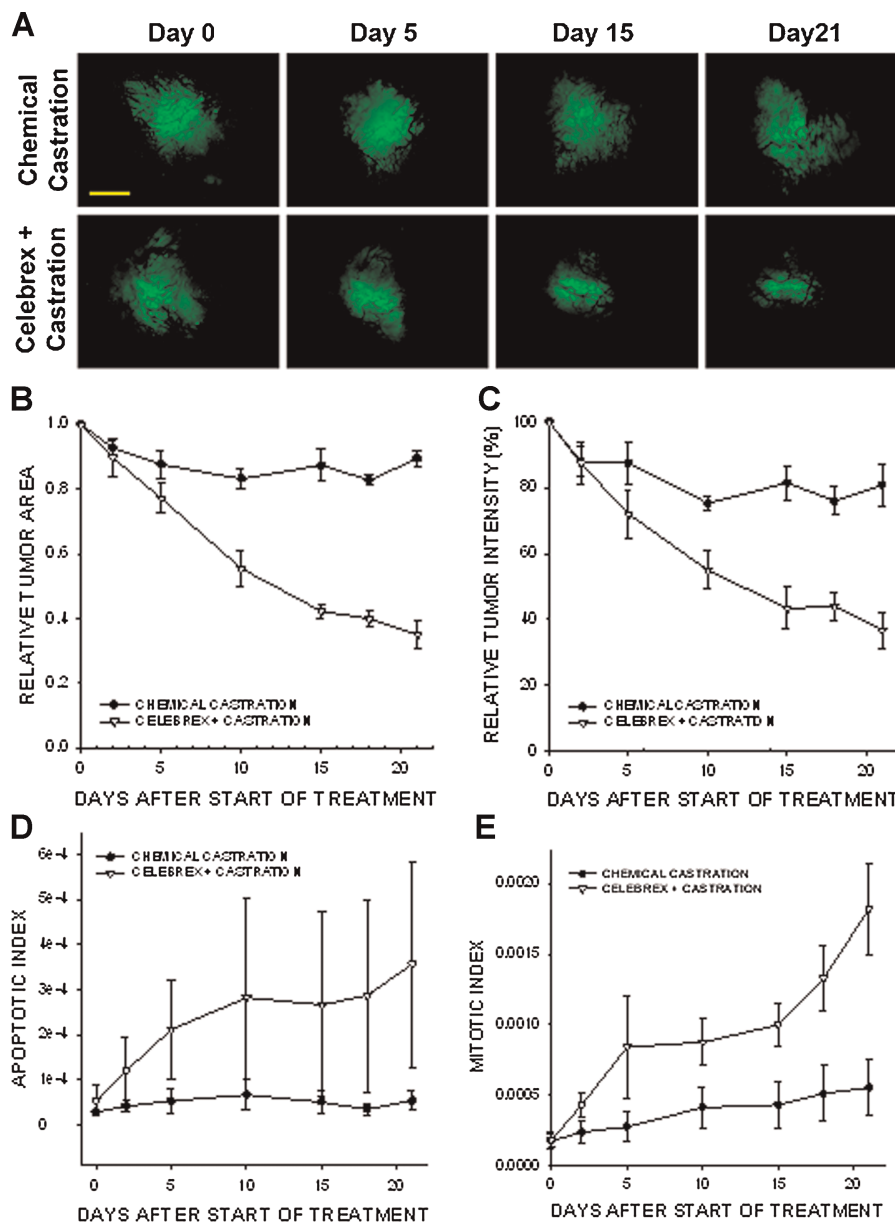 A
Day 0
Day 5
Day 15
Day21
Chemical
Castration
Celebrex +
Castration
B
RELATIVE TUMOR AREA
1.0
0.8
0.6
0.4
0.2
0.0
CHEMICAL CASTRATION
CELEBREX + CASTRATION
0
5
10
15
20
DAYS AFTER START OF TREATMENT
C
RELATIVE TUMOR INTENSITY (%)
100
80
60
40
20
0
CHEMICAL CASTRATION
CELEBREX + CASTRATION
0
5
10
15
20
DAYS AFTER START OF TREATMENT
D
APOPTOTIC INDEX
6e-4
5e-4
4e-4
3e-4
2e-4
1e-4
0
CHEMICAL CASTRATION
CELEBREX + CASTRATION
0
5
10
15
20
DAYS AFTER START OF TREATMENT
E
MITOTIC INDEX
0.0020
0.0015
0.0010
0.0005
0.0000
CHEMICAL CASTRATION
CELEBREX + CASTRATION
0
5
10
15
20
DAYS AFTER START OF TREATMENT